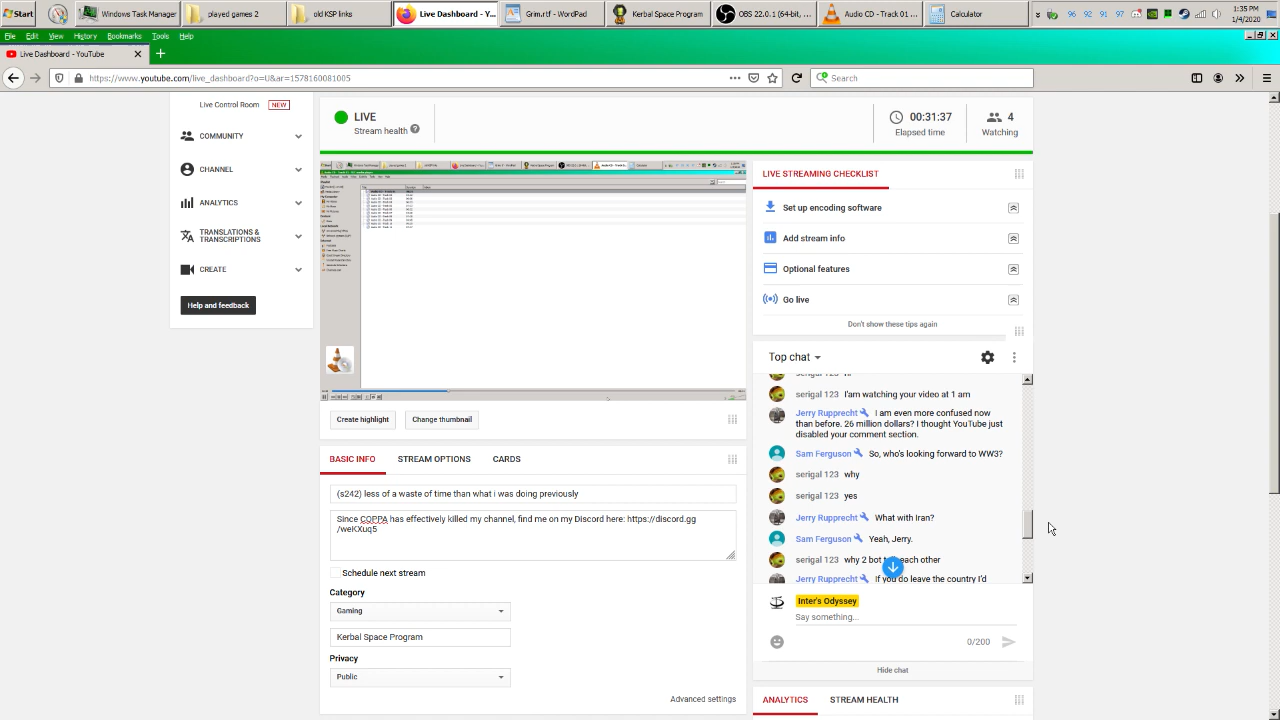 Start
Windows Task Manager
played games 2
old KSP links
Live Dashboard - Y...
Grim.rtf - WordPad
Kerbal Space Program
OBS 22.0.1 (64-bit, ...
Audio CD - Track 01 ...
Calculator
96 92 97
1:35 PM
1/4/2020
File Edit View History Bookmarks Tools Help
Live Dashboard - YouTube
https://www.youtube.com/live_dashboard?o=U&ar=1578160081005
Search
Live Control Room NEW
COMMUNITY
CHANNEL
ANALYTICS
TRANSLATIONS &
TRANSCRIPTIONS
CREATE
Help and feedback
LIVE
Stream health
00:31:37
Elapsed time
4
Watching
LIVE STREAMING CHECKLIST
Add stream info
Optional features
Go live
Don't show these tips again
Create highlight
Change thumbnail
Top chat
serigal 123 I'am watching your video at 1 am
Jerry Rupprecht I am even more confused now
than before. 26 million dollars? I thought YouTube just
disabled your comment section.
Sam Ferguson So, who's looking forward to WW3?
serigal 123 why
serigal 123 yes
Jerry Rupprecht What with Iran?
Sam Ferguson Yeah, Jerry.
serigal 123 why 2 bot each other
Jerry Rupprecht If you do leave the country I'd
Inter's Odyssey
Say something...
0/200
Hide chat
ANALYTICS
STREAM HEALTH
BASIC INFO
STREAM OPTIONS
CARDS
(s242) less of a waste of time than what i was doing previously
Since COPPA has effectively killed my channel, find me on my Discord here: https://discord.gg
/weKXuq5
Schedule next stream
Category
Gaming
Kerbal Space Program
Privacy
Public
Advanced settings